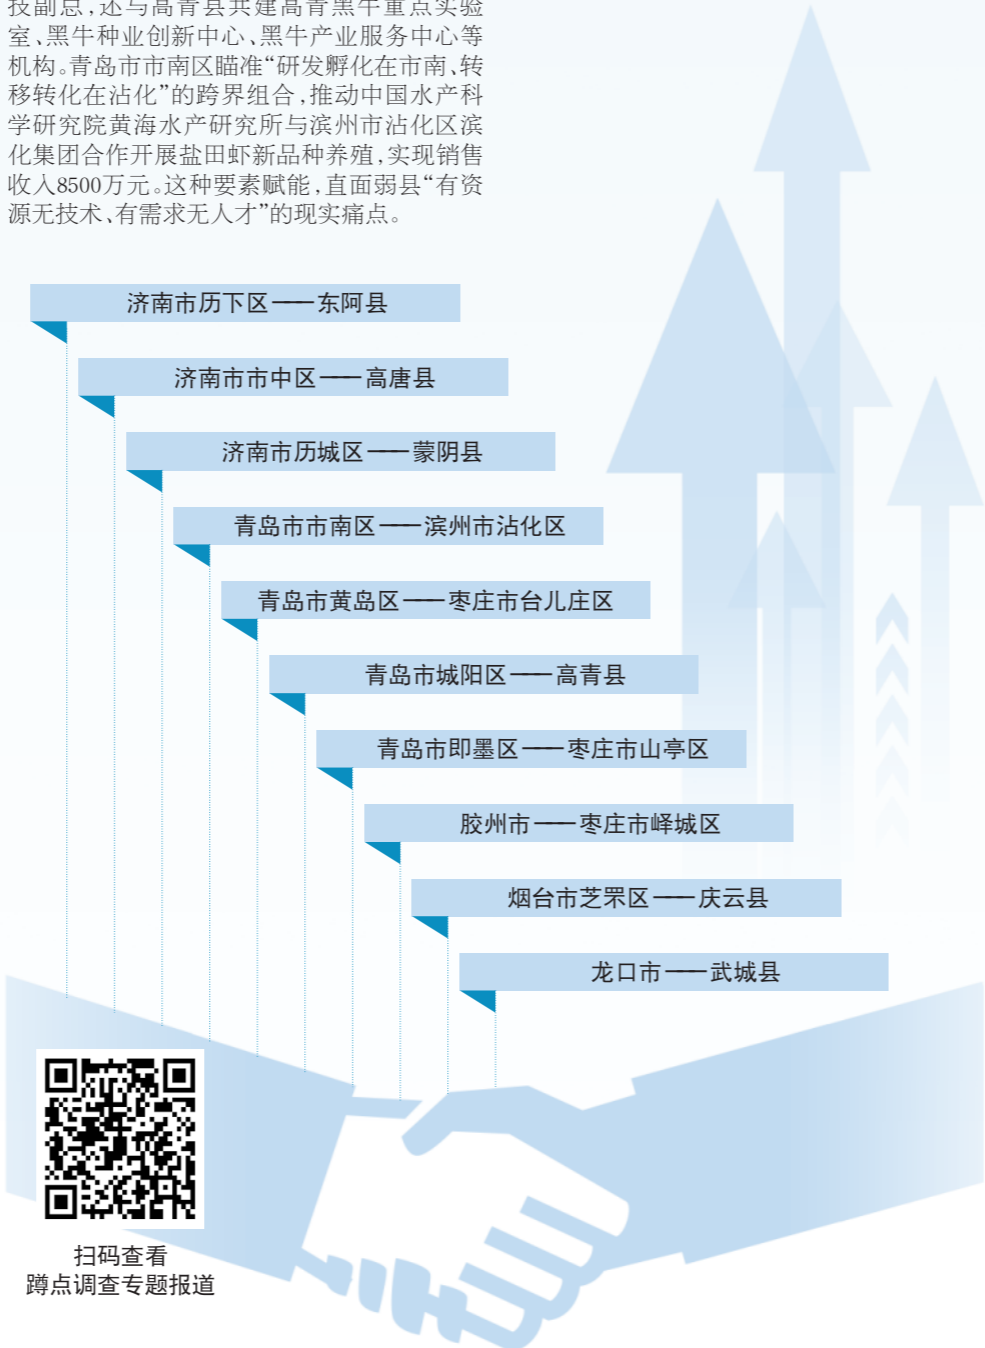 技副总,还与高青县共建高青黑牛重点实验
室、黑牛种业创新中心、黑牛产业服务中心等
机构。青岛市市南区瞄准“研发孵化在市南、转
移转化在沾化”的跨界组合,推动中国水产科
学研究院黄海水产研究所与滨州市沾化区滨
化集团合作开展盐田虾新品种养殖,实现销售
收入8500万元。这种要素赋能,直面弱县“有资
源无技术、有需求无人才”的现实痛点。
济南市历下区——东阿县
济南市市中区——高唐县
济南市历城区——蒙阴县
青岛市市南区——滨州市沾化区
青岛市黄岛区——枣庄市台儿庄区
青岛市城阳区——高青县
青岛市即墨区——枣庄市山亭区
胶州市——枣庄市峄城区
烟台市芝罘区——庆云县
龙口市——武城县
扫码查看
蹲点调查专题报道